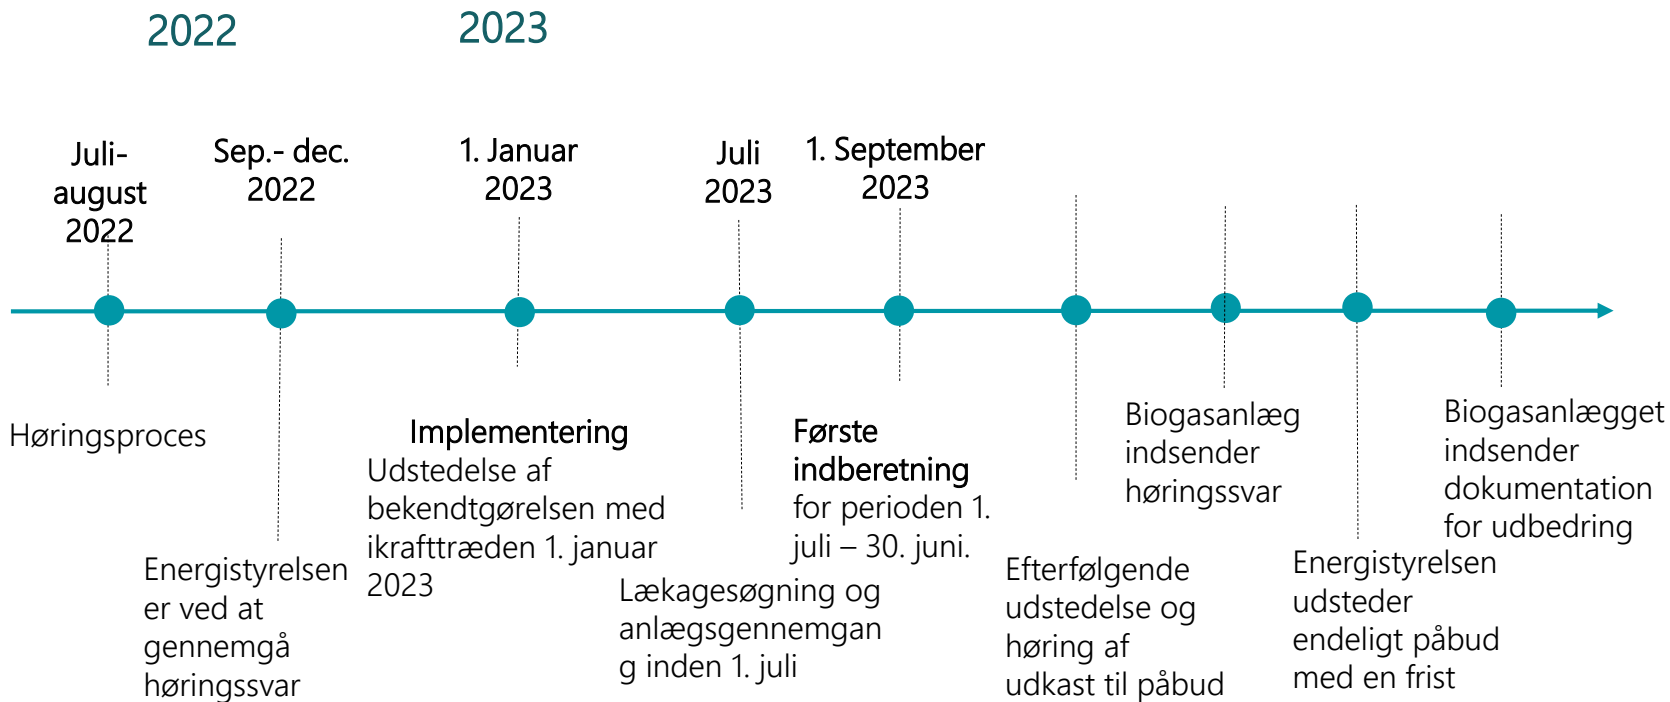 2022
2023
Juli-
august
2022
Sep.- dec.
2022
1. Januar
2023
Juli
2023
1. September
2023
Høringsproces
Energistyrelsen
er ved at
gennemgå
høringssvar
Implementering
Udstedelse af
bekendtgørelsen med
ikrafttræden 1. januar
2023
Lækagesøgning og
anlægsgennemgan
g inden 1. juli
Første
indberetning
for perioden 1.
juli – 30. juni.
Efterfølgende
udstedelse og
høring af
udkast til påbud
Biogasanlæg
indsender
høringssvar
Energistyrelsen
udsteder
endeligt påbud
med en frist
Biogasanlægget
indsender
dokumentation
for udbedring